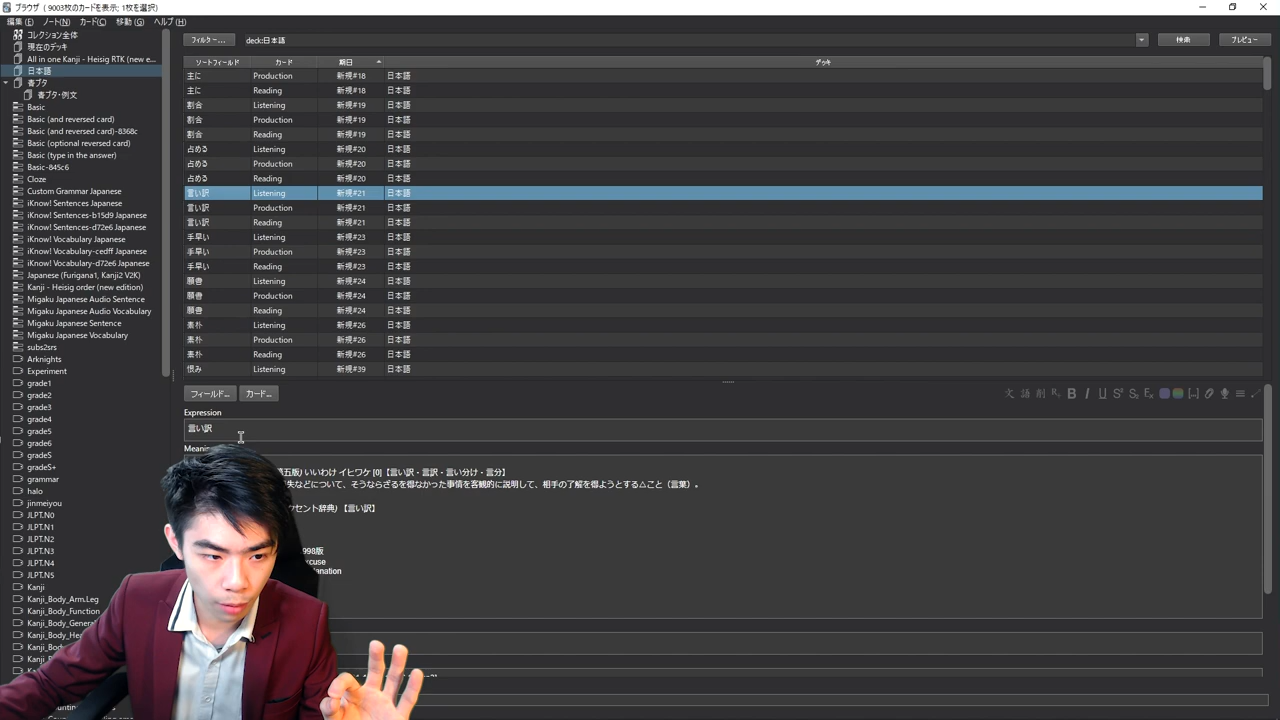 ブラウザ ( 9003枚のカードを表示; 1枚を選択)
編集(E) ノート(N) カード(C) 移動(G) ヘルプ(H)
コレクション全体
現在のデッキ
All in one Kanji - Heisig RTK (new e...
日本語
青ブタ
青ブタ・例文
Basic
Basic (and reversed card)
Basic (and reversed card)-8368c
Basic (optional reversed card)
Basic (type in the answer)
Basic-845c6
Cloze
Custom Grammar Japanese
iKnow! Sentences Japanese
iKnow! Sentences-b15d9 Japanese
iKnow! Sentences-d72e6 Japanese
iKnow! Vocabulary Japanese
iKnow! Vocabulary-cedff Japanese
iKnow! Vocabulary-d72e6 Japanese
Japanese (Furigana1, Kanji2 V2K)
Kanji - Heisig order (new edition)
Migaku Japanese Audio Sentence
Migaku Japanese Audio Vocabulary
Migaku Japanese Sentence
Migaku Japanese Vocabulary
subs2srs
Arknights
Experiment
grade1
grade2
grade3
grade4
grade5
grade6
gradeS
gradeS+
grammar
halo
jinmeiyou
JLPT.N0
JLPT.N1
JLPT.N2
JLPT.N3
JLPT.N4
JLPT.N5
Kanji
Kanji_Body_Arm.Leg
Kanji_Body_Function
Kanji_Body_Genera
Kanji_Body_He
Kanji_Bo
Kanji_
Ka
フィルター... deck:日本語 検索 プレビュー
ソートフィールド カード 期日 デッキ
主に Production 新規#18 日本語
主に Reading 新規#18 日本語
割合 Listening 新規#19 日本語
割合 Production 新規#19 日本語
割合 Reading 新規#19 日本語
占める Listening 新規#20 日本語
占める Production 新規#20 日本語
占める Reading 新規#20 日本語
言い訳 Listening 新規#21 日本語
言い訳 Production 新規#21 日本語
言い訳 Reading 新規#21 日本語
手早い Listening 新規#23 日本語
手早い Production 新規#23 日本語
手早い Reading 新規#23 日本語
願書 Listening 新規#24 日本語
願書 Production 新規#24 日本語
願書 Reading 新規#24 日本語
素朴 Listening 新規#26 日本語
素朴 Production 新規#26 日本語
素朴 Reading 新規#26 日本語
恨み Listening 新規#39 日本語
フィールド... カード...
Expression
言い訳
Meanin
第五版) いいわけ イヒワケ [0]【言い訳・言訳・言い分け・言分】
失などについて、そうならざるを得なかった事情を客観的に説明して、相手の了解を得ようとする△こと（言葉）。
クセント辞典) 【言い訳】
998版
xcuse
anation